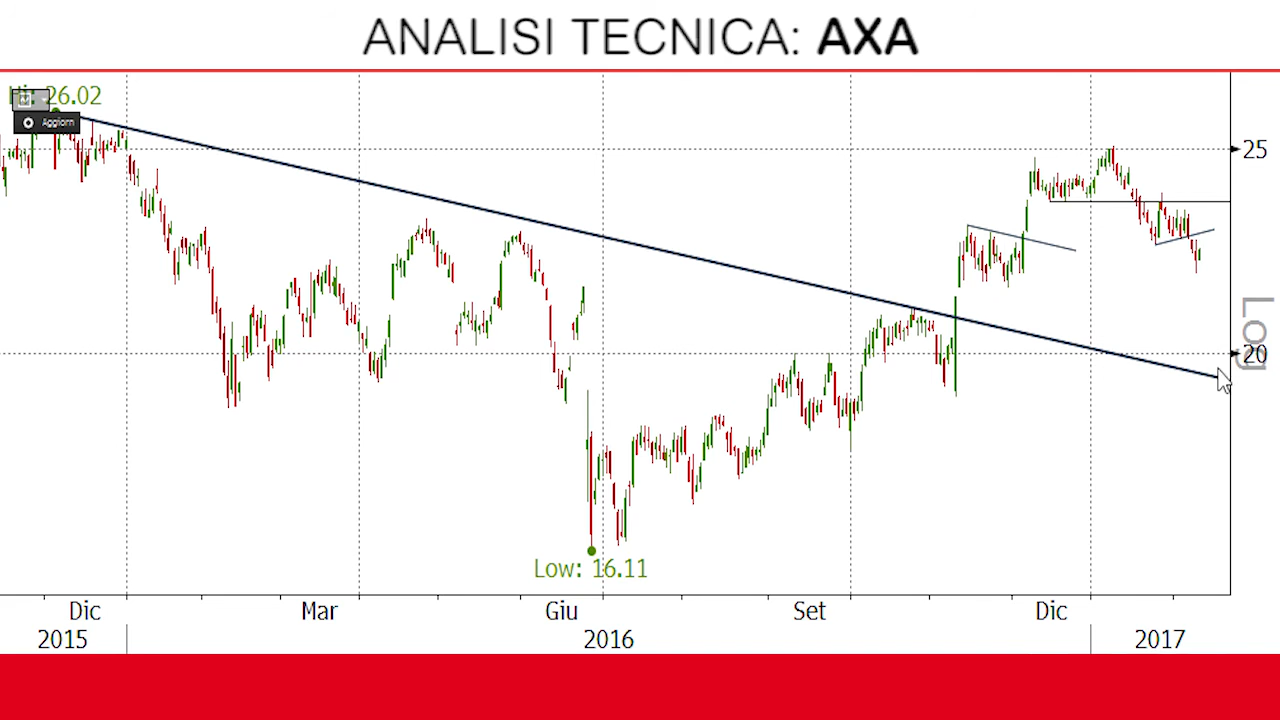 ANALISI TECNICA: AXA
26.02
Aggiorn
25
20
Log
Low: 16.11
Dic Mar Giu Set Dic
2015 2016 2017